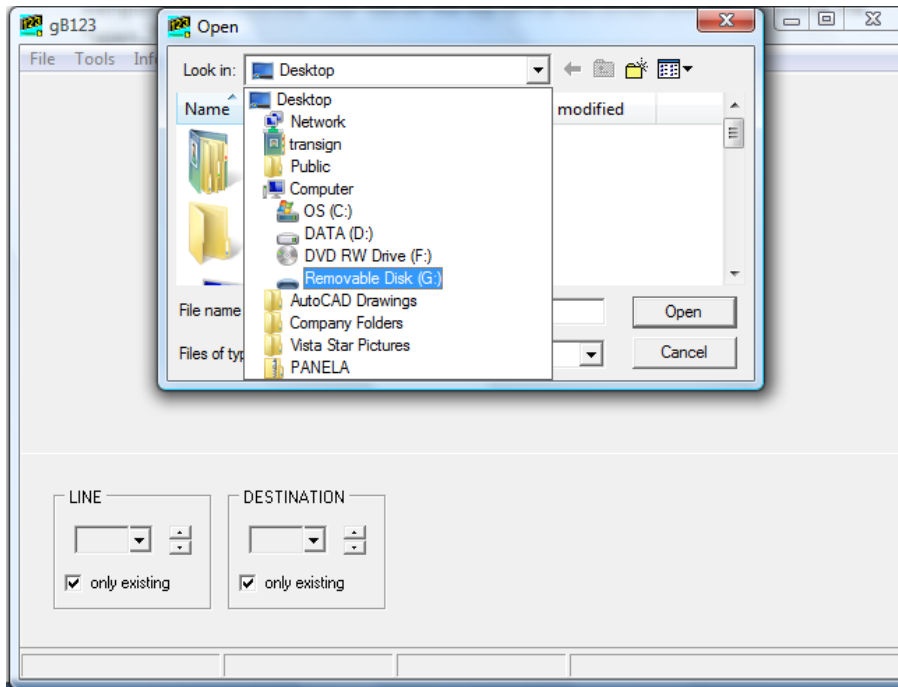 gB123
Open
File Tools Inf
Look in: Desktop
Name
modified
Desktop
Network
transign
Public
Computer
OS (C:)
DATA (D:)
DVD RW Drive (F:)
Removable Disk (G:)
AutoCAD Drawings
Company Folders
Vista Star Pictures
PANELA
File name
Open
Files of typ
Cancel
LINE
DESTINATION
only existing
only existing